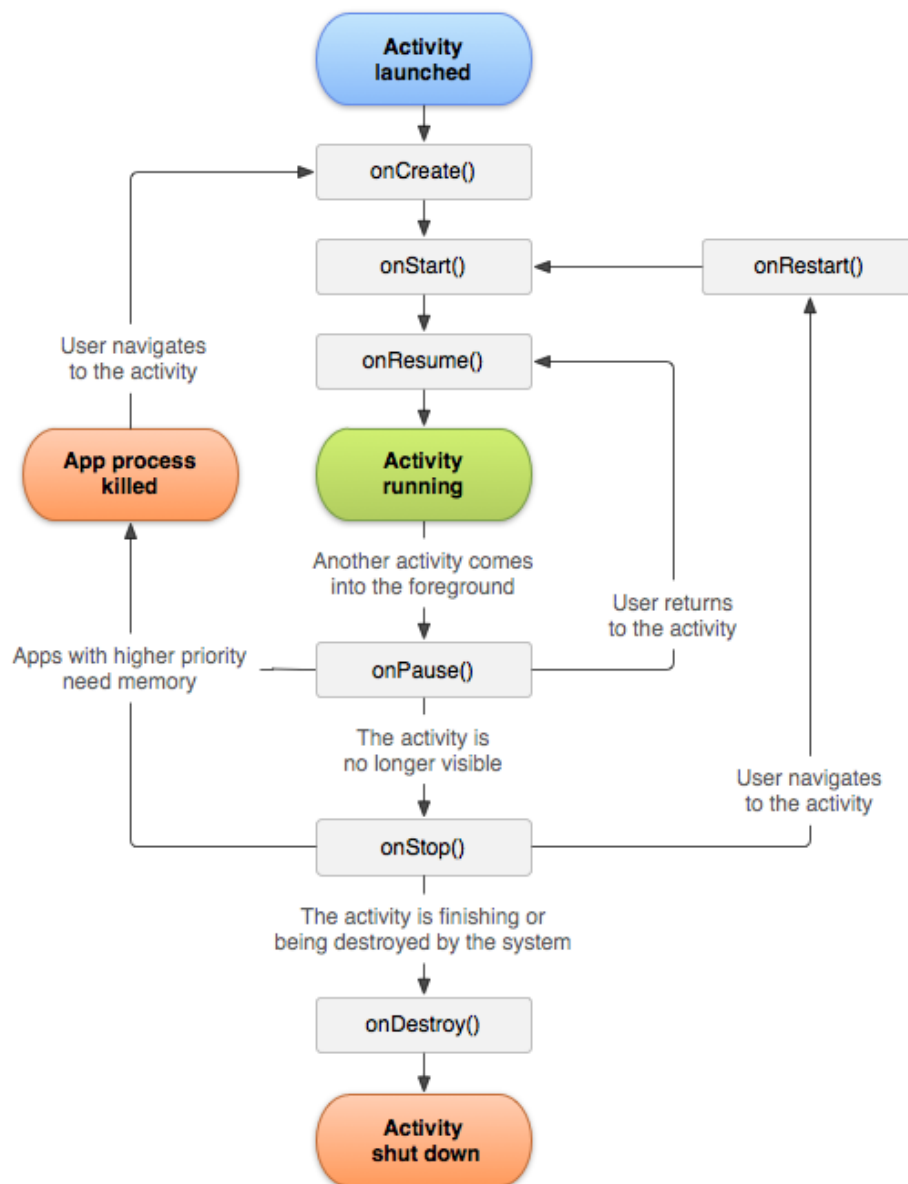 Activity
launched
onCreate()
onStart()
onRestart()
User navigates
to the activity
onResume()
App process
killed
Activity
running
Another activity comes
into the foreground
User returns
to the activity
Apps with higher priority
need memory
onPause()
The activity is
no longer visible
User navigates
to the activity
onStop()
The activity is finishing or
being destroyed by the system
onDestroy()
Activity
shut down